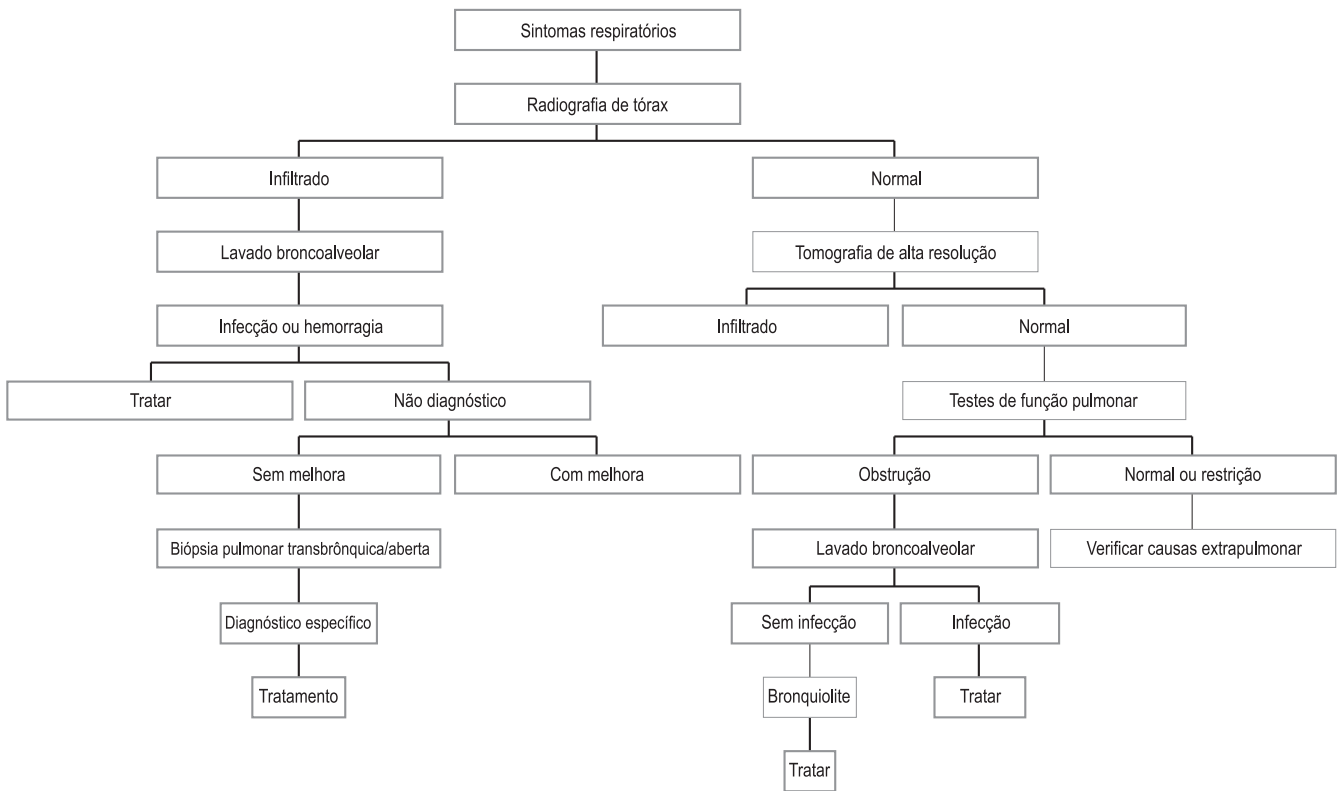 Sintomas respiratórios
Radiografia de tórax
Infiltrado
Normal
Lavado broncoalveolar
Tomografia de alta resolução
Infecção ou hemorragia
Infiltrado
Normal
Tratar
Não diagnóstico
Testes de função pulmonar
Sem melhora
Com melhora
Obstrução
Normal ou restrição
Biópsia pulmonar transbrônquica/aberta
Lavado broncoalveolar
Verificar causas extrapulmonar
Diagnóstico específico
Sem infecção
Infecção
Tratamento
Bronquiolite
Tratar
Tratar